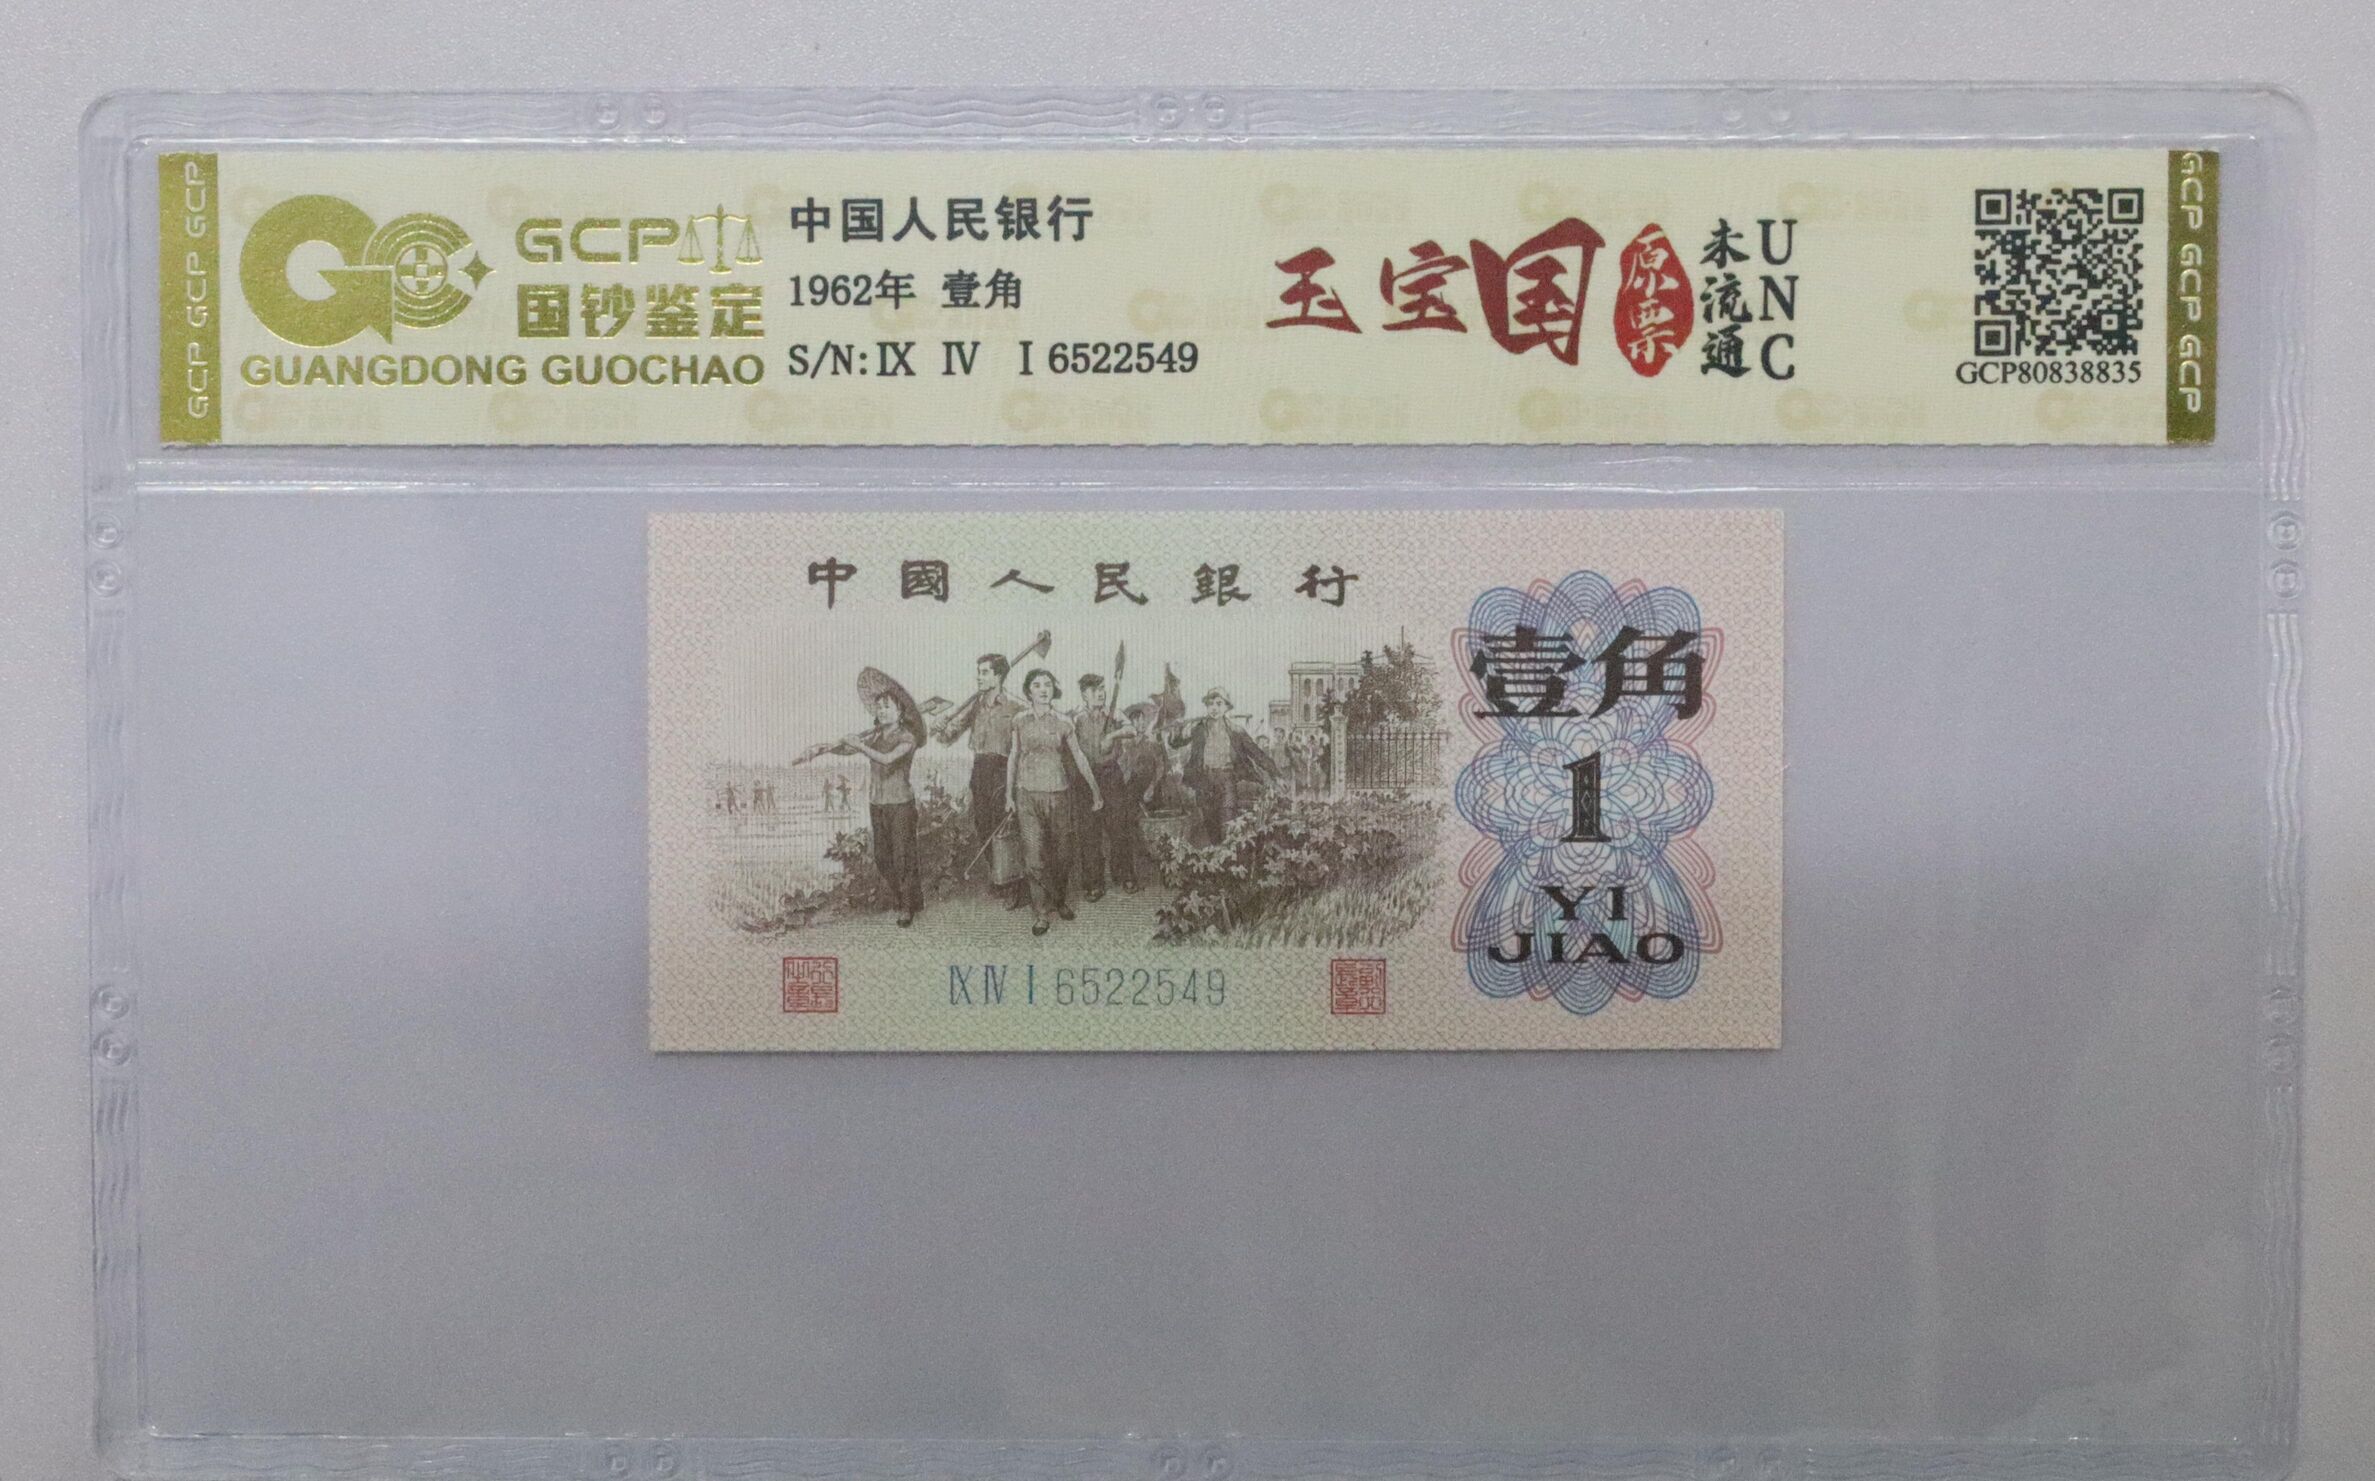 GCP GCP GCP
GCP
国钞鉴定
GUANGDONG GUOCHAO
中国人民银行
1962年 壹角
S/N: IX IV I 6522549
玉宝国
原票
未流通
UNC
GCP80838835
GCP GCP GCP
中國人民銀行
壹角
1
YI
JIAO
IX IV I 6522549